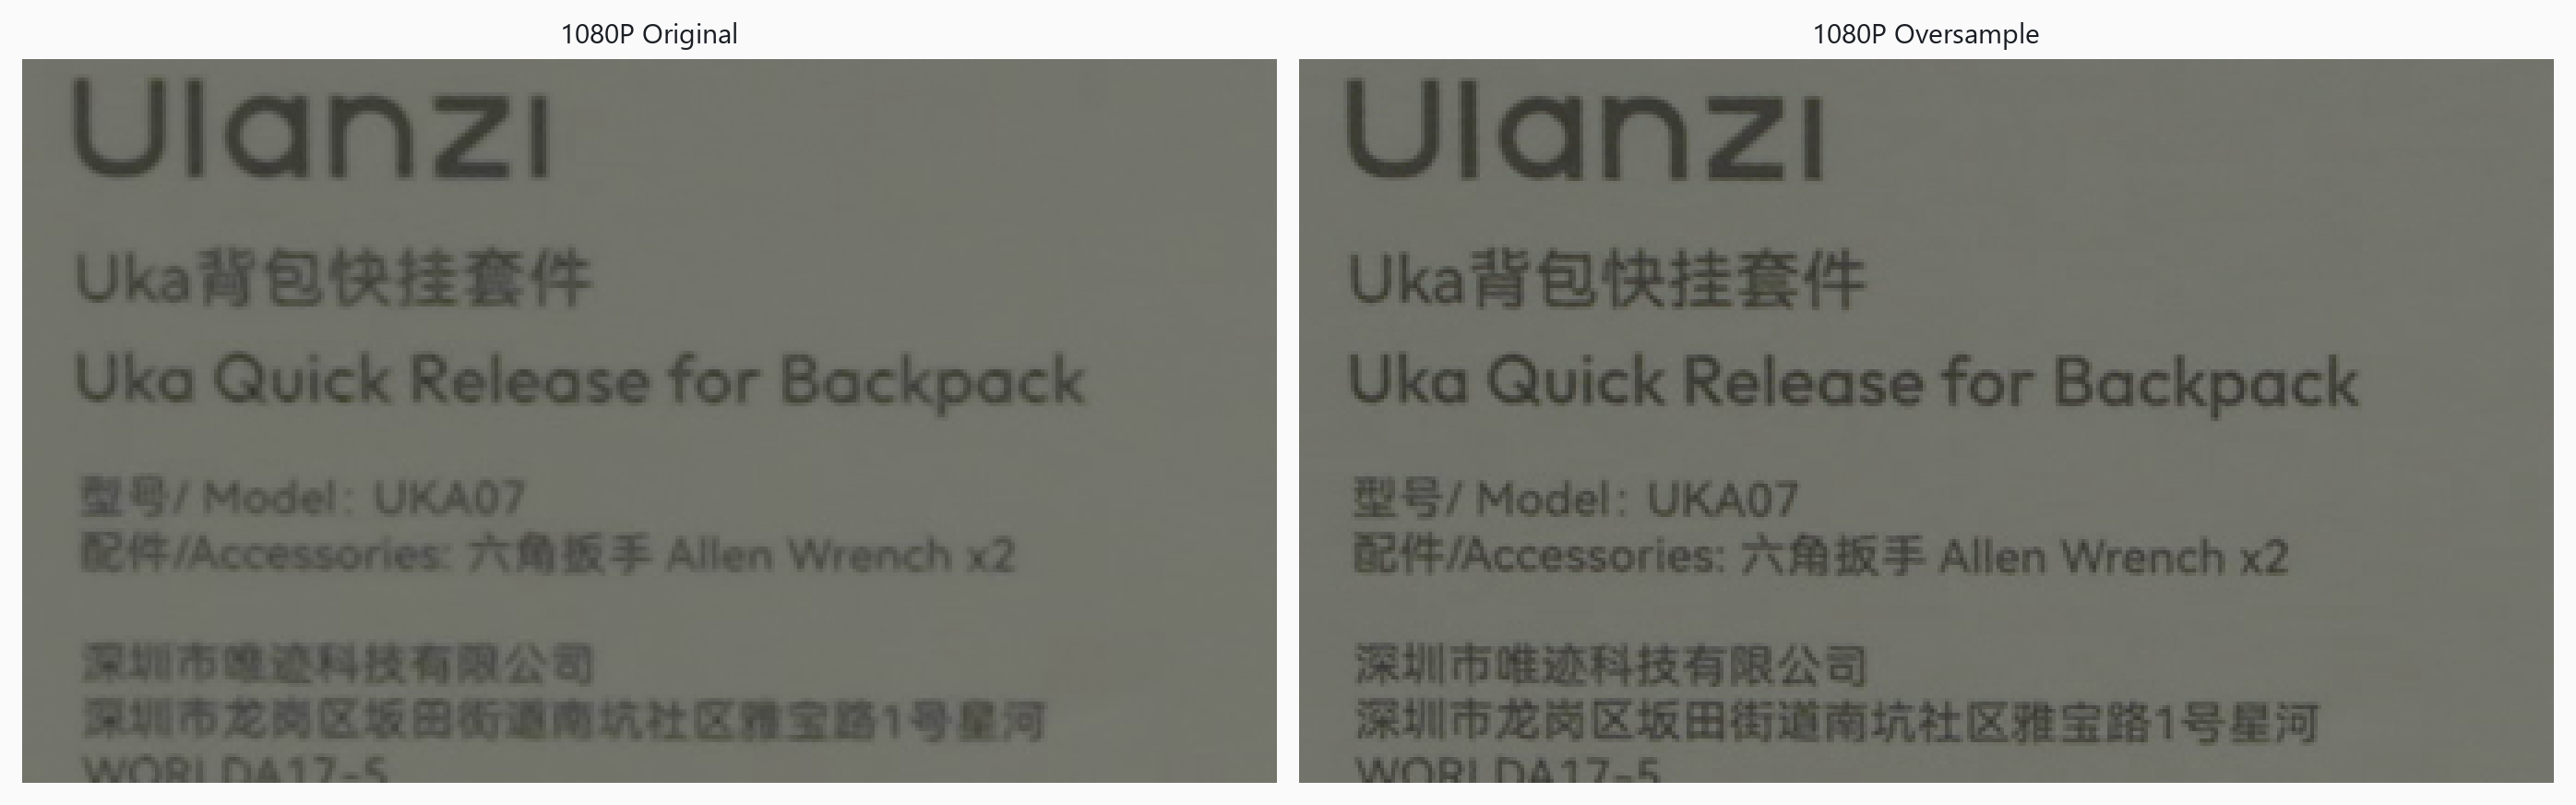 1080P Original
Ulanzi
Uka背包快挂套件
Uka Quick Release for Backpack
型号/ Model: UKA07
配件/Accessories: 六角扳手 Allen Wrench x2
深圳市唯迹科技有限公司
深圳市龙岗区坂田街道南坑社区雅宝路1号星河
WORLDA17-5
1080P Oversample
Ulanzi
Uka背包快挂套件
Uka Quick Release for Backpack
型号/ Model: UKA07
配件/Accessories: 六角扳手 Allen Wrench x2
深圳市唯迹科技有限公司
深圳市龙岗区坂田街道南坑社区雅宝路1号星河
WORLDA17-5